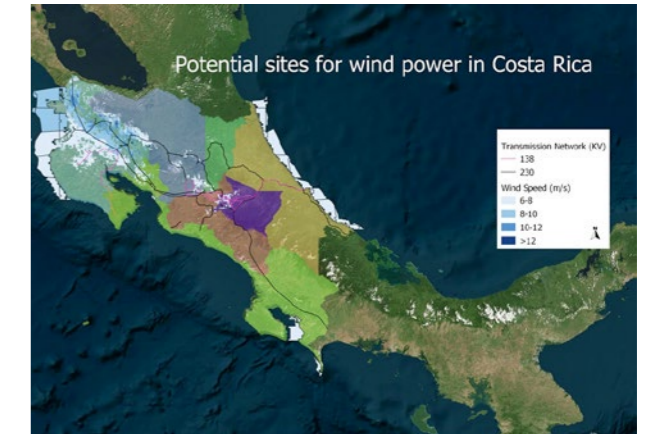 Potential sites for wind power in Costa Rica
Transmission Network (KV)
138
230
Wind Speed (m/s)
6-8
8-10
10-12
>12